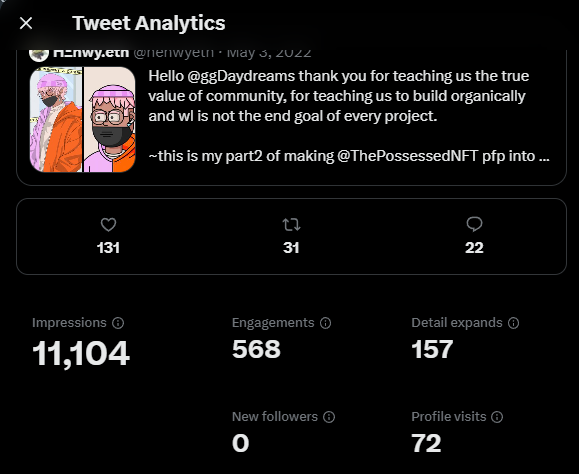 Tweet Analytics
HΞnwy.eth @henwyeth · May 3, 2022
Hello @ggDaydreams thank you for teaching us the true
value of community, for teaching us to build organically
and wl is not the end goal of every project.
~this is my part2 of making @ThePossessedNFT pfp into ...
131 31 22
Impressions Engagements Detail expands
11,104 568 157
New followers Profile visits
0 72